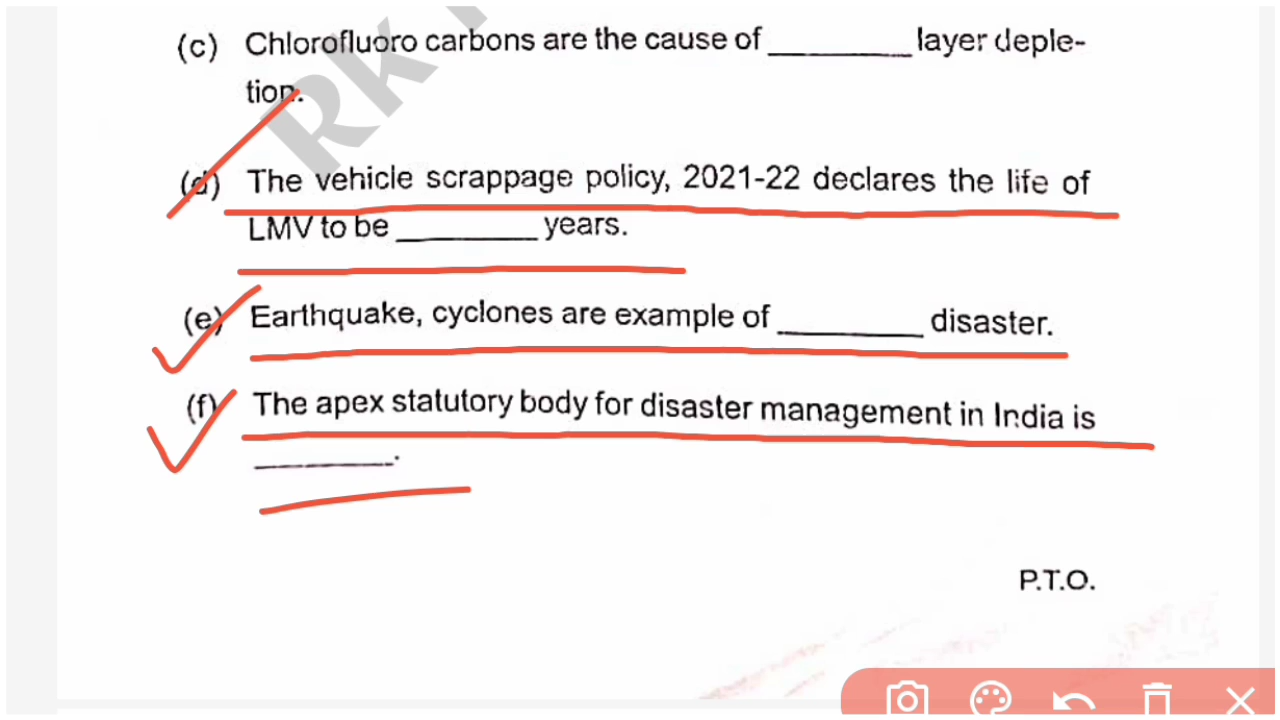 (c) Chlorofluoro carbons are the cause of ________ layer deple-
tion.
RK
(d) The vehicle scrappage policy, 2021-22 declares the life of
LMV to be ________ years.
(e) Earthquake, cyclones are example of ________ disaster.
(f) The apex statutory body for disaster management in India is
________.
P.T.O.